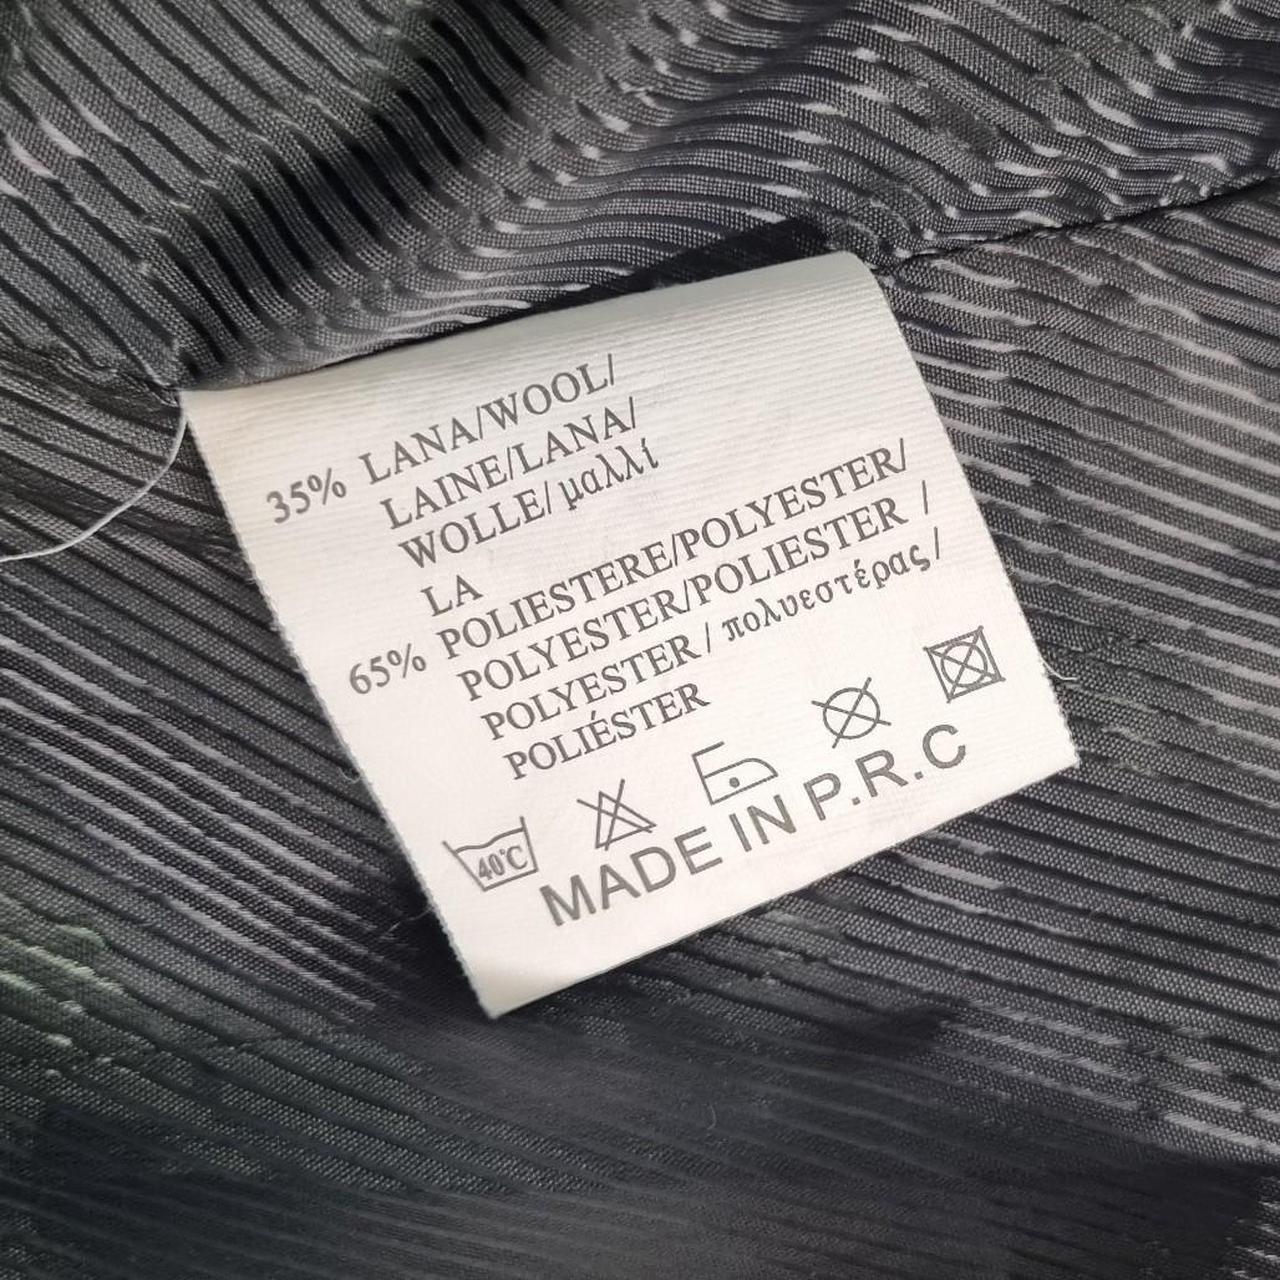 35% LANA/WOOL/
LAINE/LANA/
WOLLE/μαλλί
LA
65% POLIESTERE/POLYESTER/
POLYESTER/POLIESTER /
POLYESTER / πολυεστέρας /
POLIÉSTER
40°C
MADE IN P.R.C